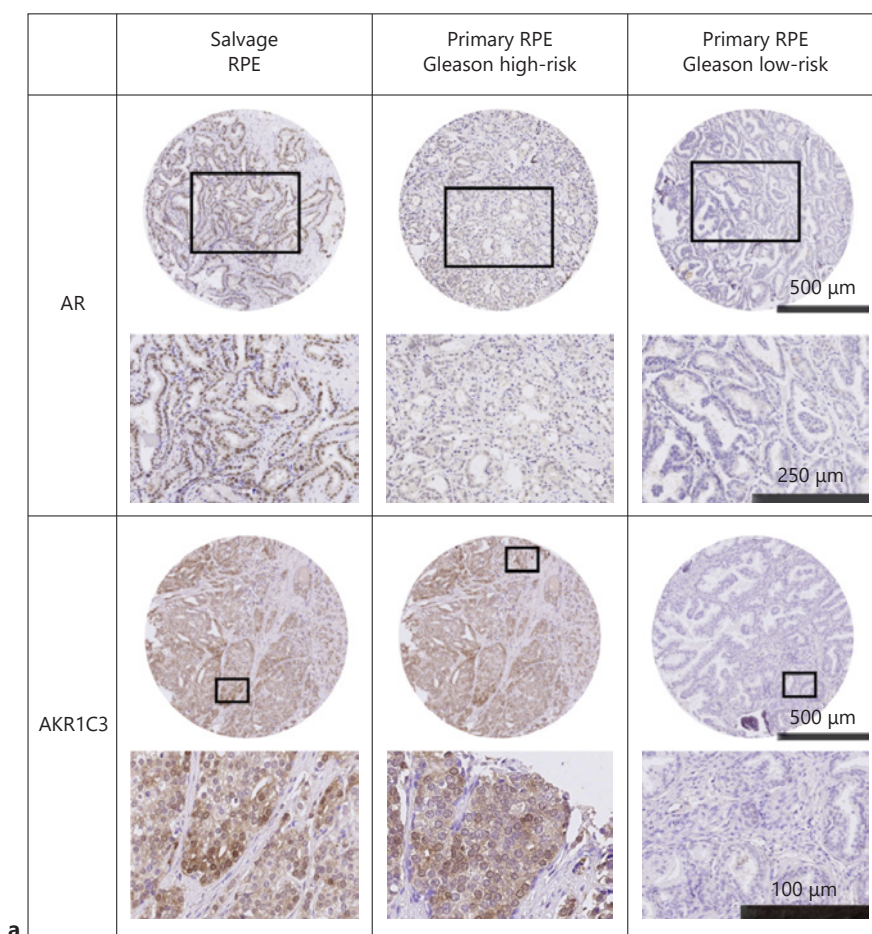 Salvage
RPE
Primary RPE
Gleason high-risk
Primary RPE
Gleason low-risk
AR
500 µm
250 µm
AKR1C3
500 µm
100 µm
a